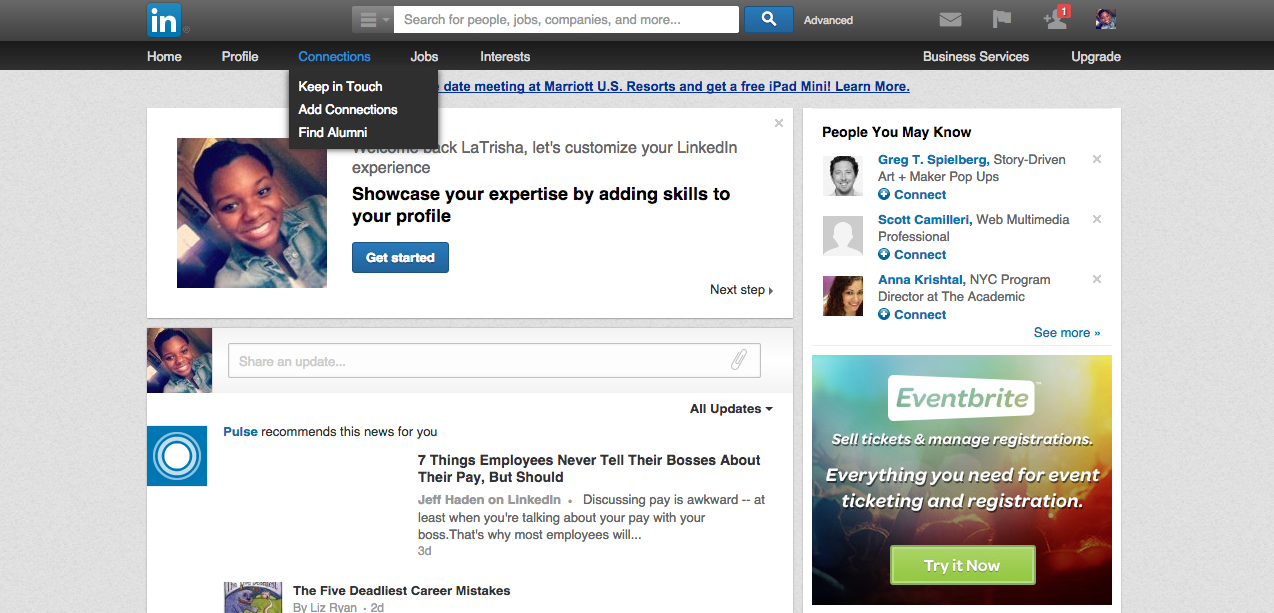 in
Search for people, jobs, companies, and more...
Advanced
1
Home
Profile
Connections
Jobs
Interests
Business Services
Upgrade
Keep in Touch
Add Connections
Find Alumni
date meeting at Marriott U.S. Resorts and get a free iPad Mini! Learn More.
Welcome back LaTrisha, let's customize your LinkedIn
experience
Showcase your expertise by adding skills to
your profile
Get started
Next step
Share an update...
All Updates
Pulse recommends this news for you
7 Things Employees Never Tell Their Bosses About
Their Pay, But Should
Jeff Haden on LinkedIn • Discussing pay is awkward -- at
least when you're talking about your pay with your
boss.That's why most employees will...
3d
The Five Deadliest Career Mistakes
By Liz Ryan · 2d
People You May Know
Greg T. Spielberg, Story-Driven
Art + Maker Pop Ups
Connect
Scott Camilleri, Web Multimedia
Professional
Connect
Anna Krishtal, NYC Program
Director at The Academic
Connect
See more »
Eventbrite
Sell tickets & manage registrations.
Everything you need for event
ticketing and registration.
Try it Now